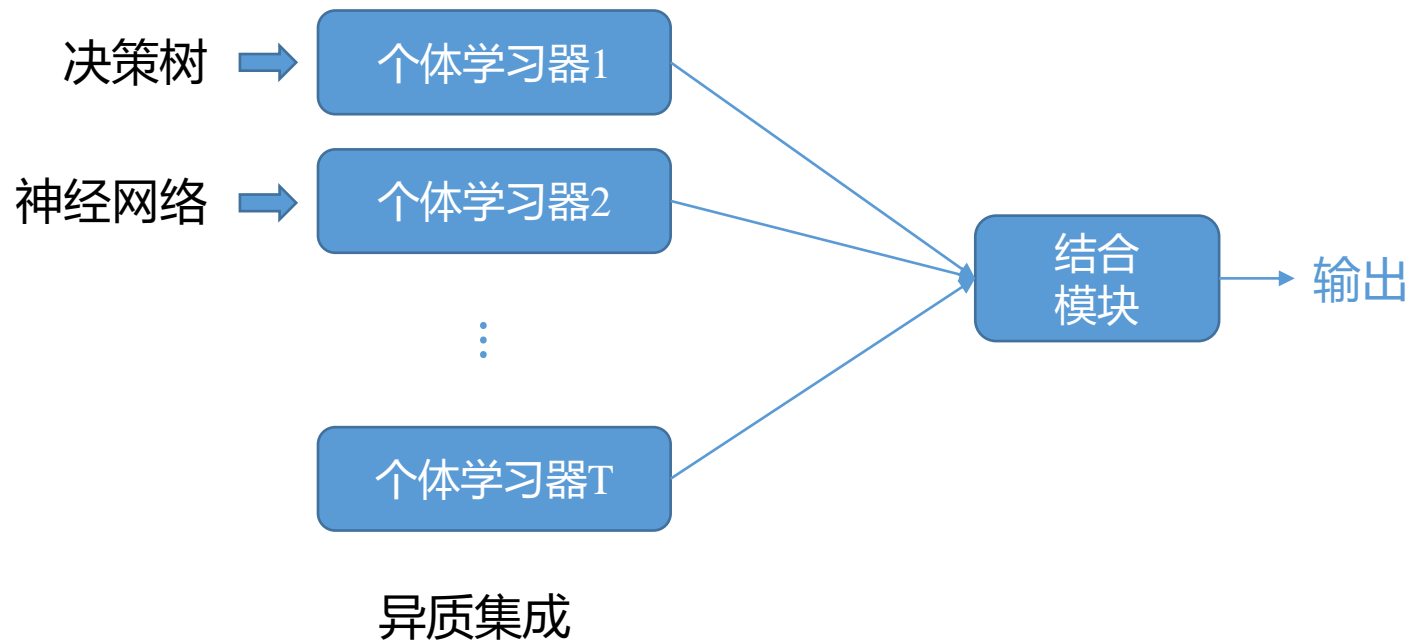 决策树
个体学习器1
神经网络
个体学习器2
结合
模块
输出
⋮
个体学习器T
异质集成